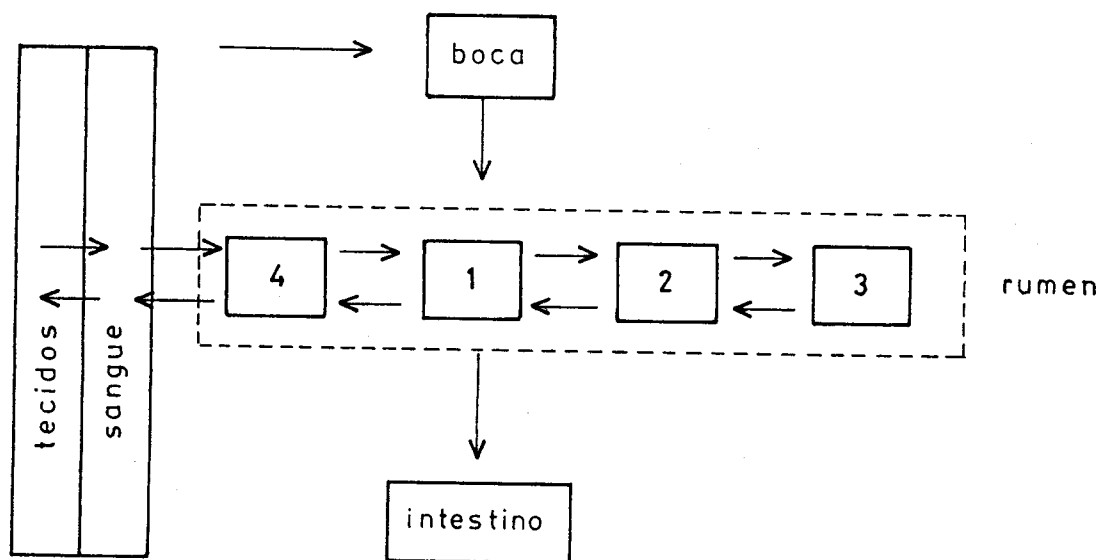 boca
4
1
2
3
rumen
tecidos
sangue
intestino